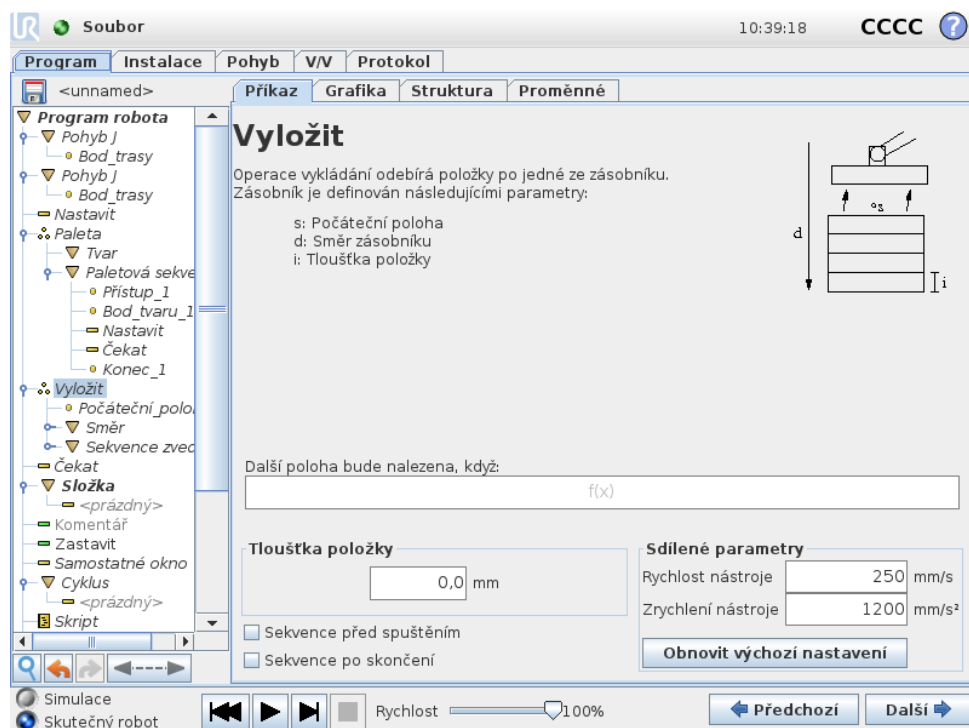 UR Soubor 10:39:18 CCCC ?
Program Instalace Pohyb V/V Protokol
<unnamed>
Příkaz Grafika Struktura Proměnné
Program robota
Pohyb J
Bod_trasy
Pohyb J
Bod_trasy
Nastavit
Paleta
Tvar
Paletová sekve
Přístup_1
Bod_tvaru_1
Nastavit
Čekat
Konec_1
Vyložit
Počáteční_polo
Směr
Sekvence zved
Čekat
Složka
<prázdný>
Komentář
Zastavit
Samostatné okno
Cyklus
<prázdný>
Skript
Vyložit
Operace vykládání odebírá položky po jedné ze zásobníku.
Zásobník je definován následujícími parametry:
s: Počáteční poloha
d: Směr zásobníku
i: Tloušťka položky
s
d
i
Další poloha bude nalezena, když:
f(x)
Tloušťka položky
0,0 mm
Sekvence před spuštěním
Sekvence po skončení
Sdílené parametry
Rychlost nástroje 250 mm/s
Zrychlení nástroje 1200 mm/s²
Obnovit výchozí nastavení
Simulace
Skutečný robot
Rychlost 100%
Předchozí Další